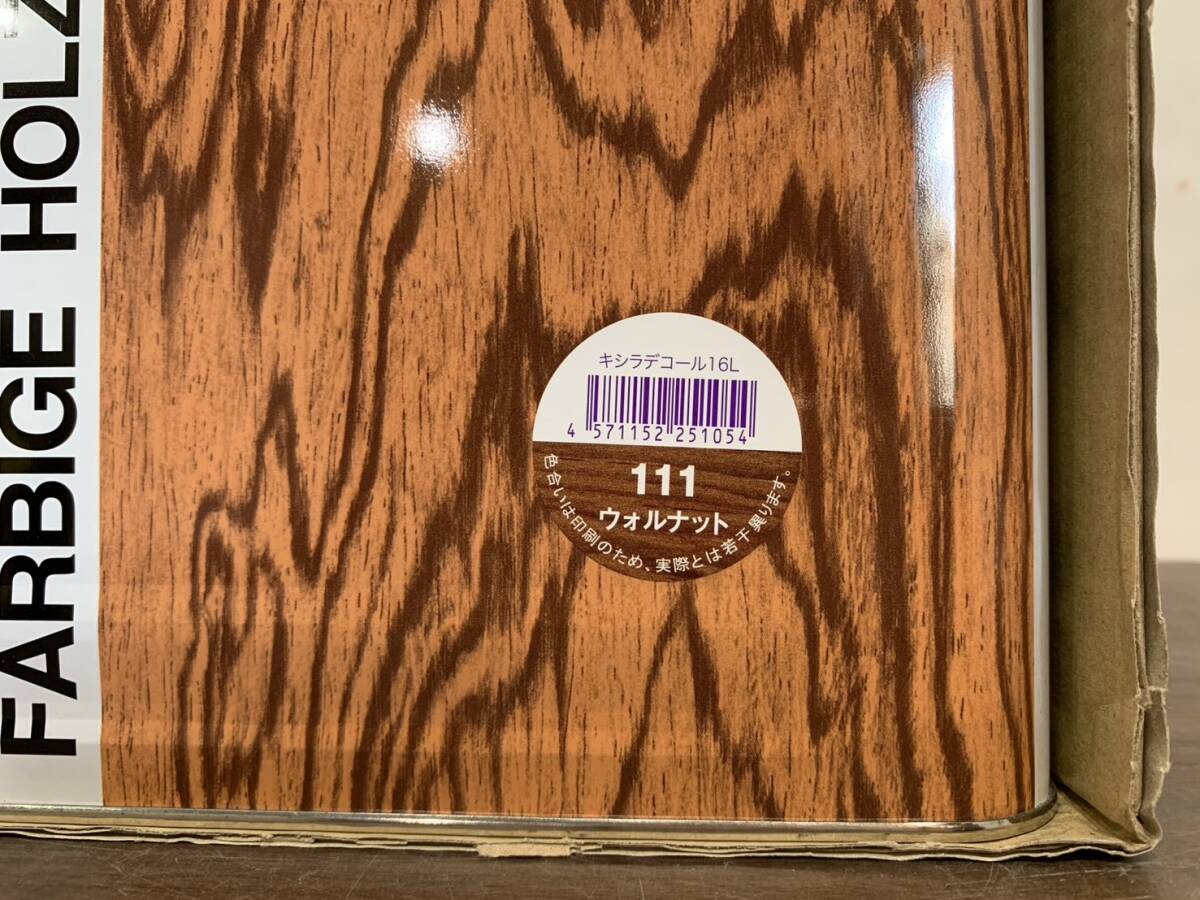 FARBIGE HOLZ
キシラデコール16L
4 571152 251054
111
ウォルナット
色合いは印刷のため、実際とは若干異ります。